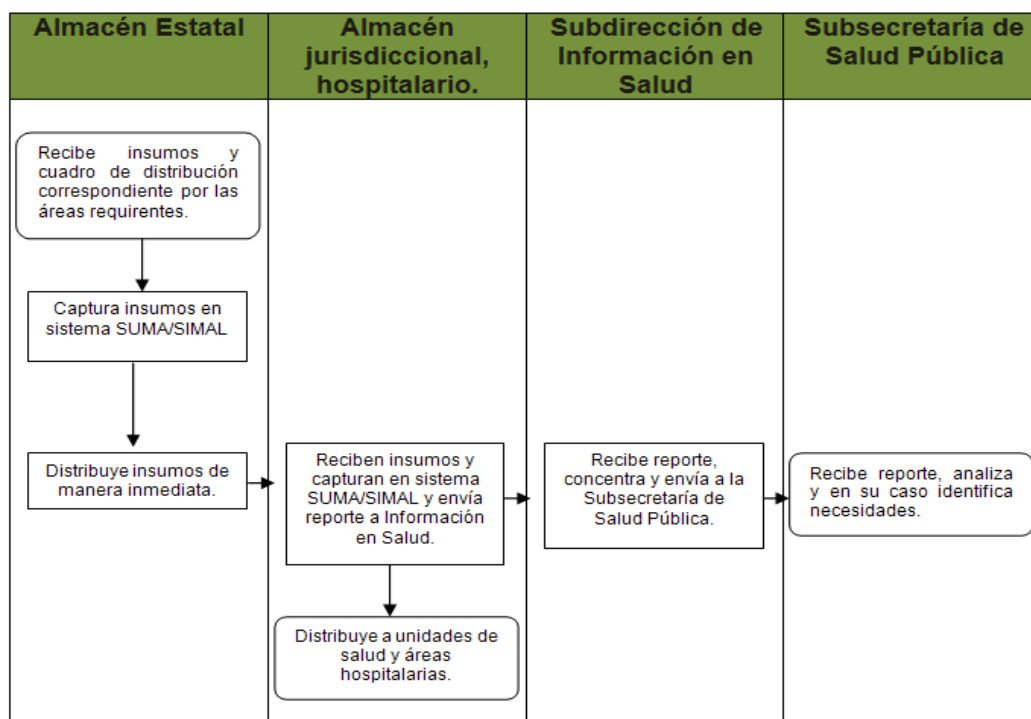 Almacén Estatal
Almacén
jurisdiccional,
hospitalario.
Subdirección de
Información en
Salud
Subsecretaría de
Salud Pública
Recibe insumos y
cuadro de distribución
correspondiente por las
áreas requirentes.
Captura insumos en
sistema SUMA/SIMAL
Distribuye insumos de
manera inmediata.
Reciben insumos y
capturan en sistema
SUMA/SIMAL y envía
reporte a Información
en Salud.
Recibe reporte,
concentra y envía a la
Subsecretaría de
Salud Pública.
Recibe reporte, analiza
y en su caso identifica
necesidades.
Distribuye a unidades de
salud y áreas
hospitalarias.